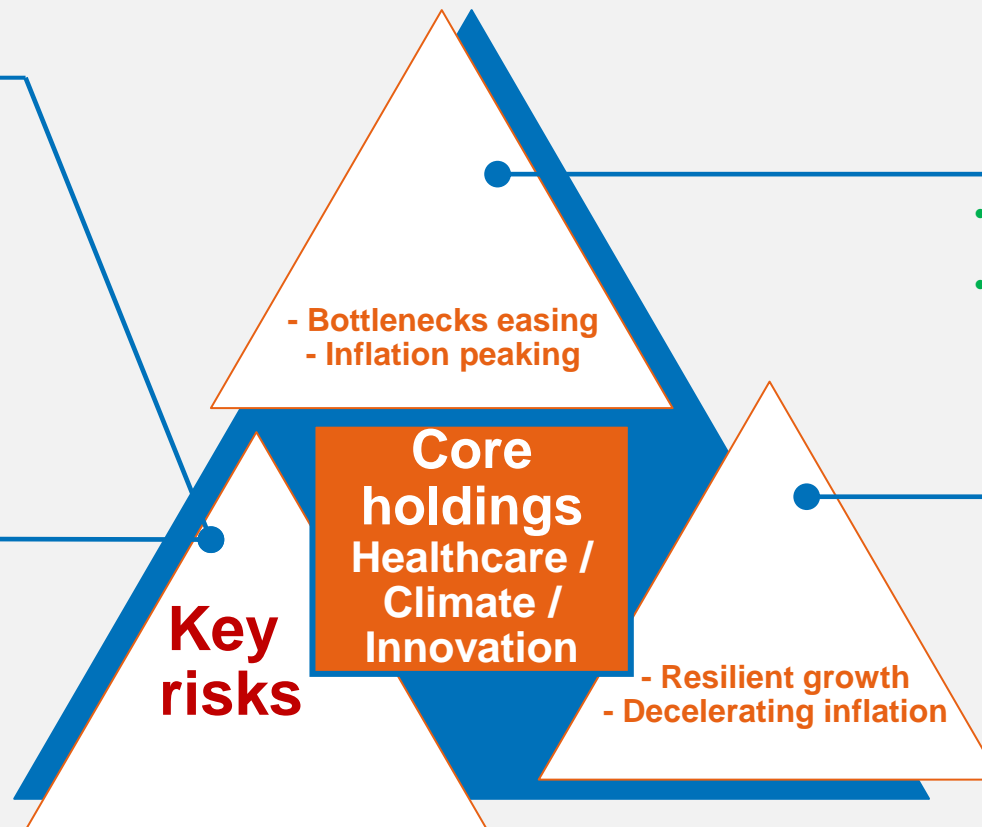 - Bottlenecks easing
- Inflation peaking
Core
holdings
Healthcare /
Climate /
Innovation
Key
risks
- Resilient growth
- Decelerating inflation